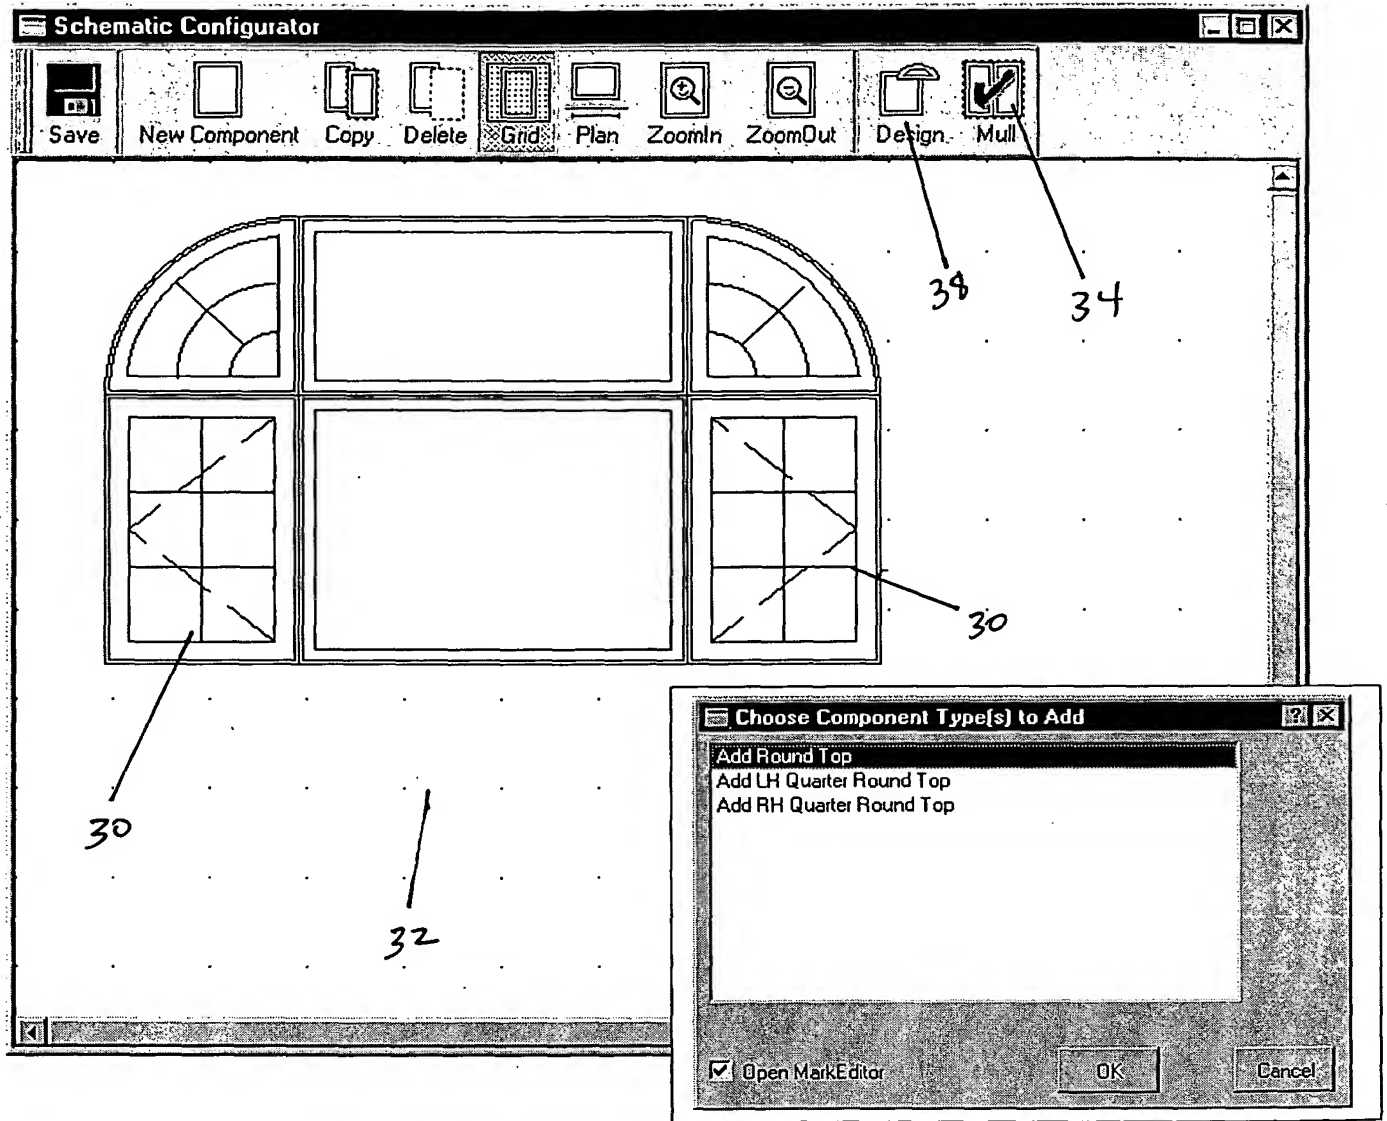 Schematic Configurator
Save New Component Copy Delete Grid Plan ZoomIn ZoomOut Design Mull
38
34
30
30
32
Choose Component Type(s) to Add
Add Round Top
Add LH Quarter Round Top
Add RH Quarter Round Top
Open MarkEditor OK Cancel